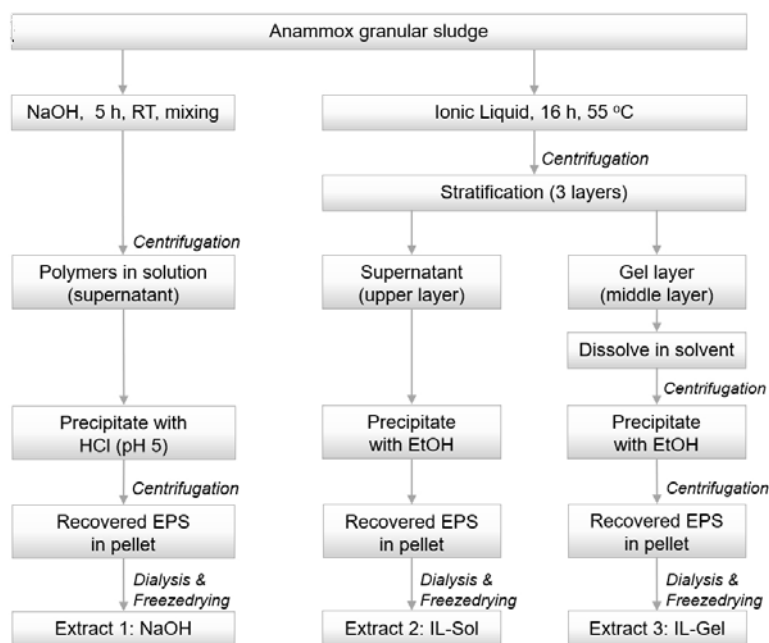 Anammox granular sludge
NaOH, 5 h, RT, mixing
Ionic Liquid, 16 h, 55 ºC
Centrifugation
Stratification (3 layers)
Centrifugation
Polymers in solution
(supernatant)
Supernatant
(upper layer)
Gel layer
(middle layer)
Dissolve in solvent
Centrifugation
Precipitate with
HCl (pH 5)
Precipitate
with EtOH
Precipitate
with EtOH
Centrifugation
Centrifugation
Recovered EPS
in pellet
Recovered EPS
in pellet
Recovered EPS
in pellet
Dialysis &
Freezedrying
Dialysis &
Freezedrying
Dialysis &
Freezedrying
Extract 1: NaOH
Extract 2: IL-Sol
Extract 3: IL-Gel